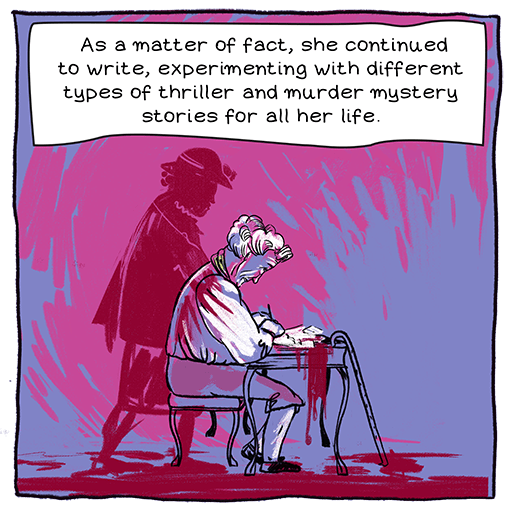 As a matter of fact, she continued
to write, experimenting with different
types of thriller and murder mystery
stories for all her life.